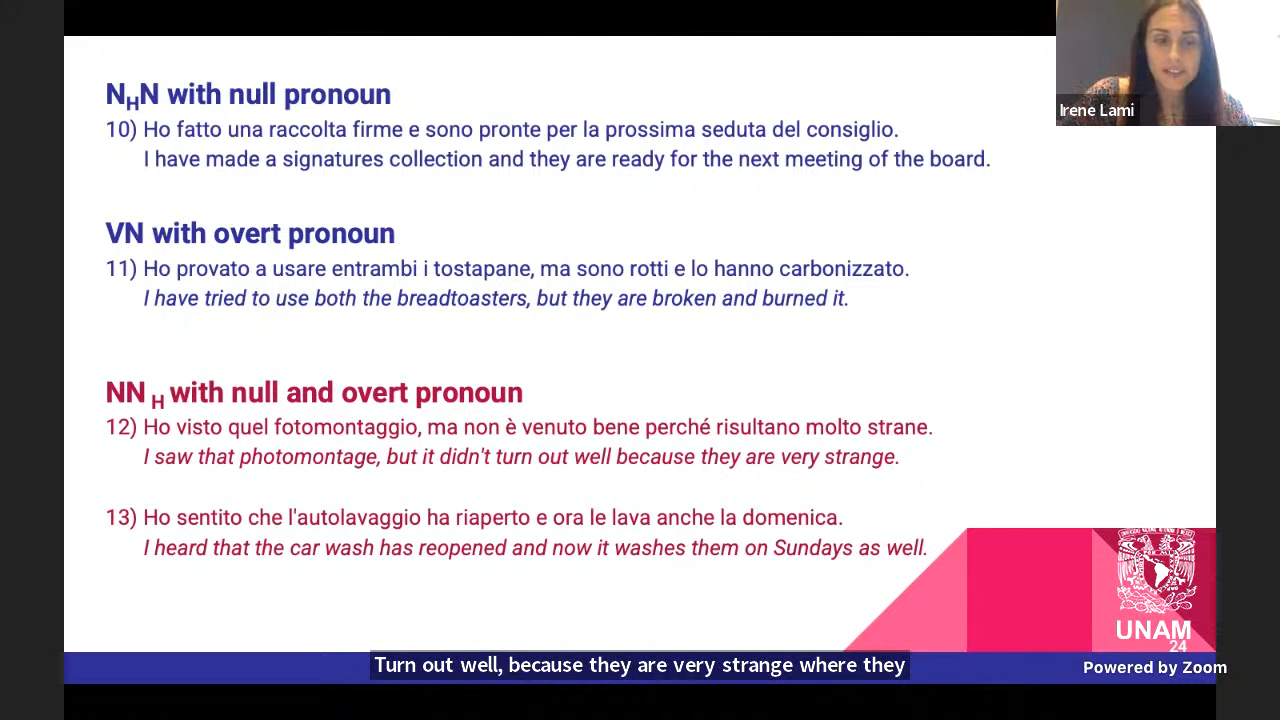 N_HN with null pronoun
10) Ho fatto una raccolta firme e sono pronte per la prossima seduta del consiglio.
I have made a signatures collection and they are ready for the next meeting of the board.
VN with overt pronoun
11) Ho provato a usare entrambi i tostapane, ma sono rotti e lo hanno carbonizzato.
I have tried to use both the breadtoasters, but they are broken and burned it.
NN H with null and overt pronoun
12) Ho visto quel fotomontaggio, ma non è venuto bene perché risultano molto strane.
I saw that photomontage, but it didn't turn out well because they are very strange.
13) Ho sentito che l'autolavaggio ha riaperto e ora le lava anche la domenica.
I heard that the car wash has reopened and now it washes them on Sundays as well.
Irene Lami
UNAM
24
Turn out well, because they are very strange where they
Powered by Zoom